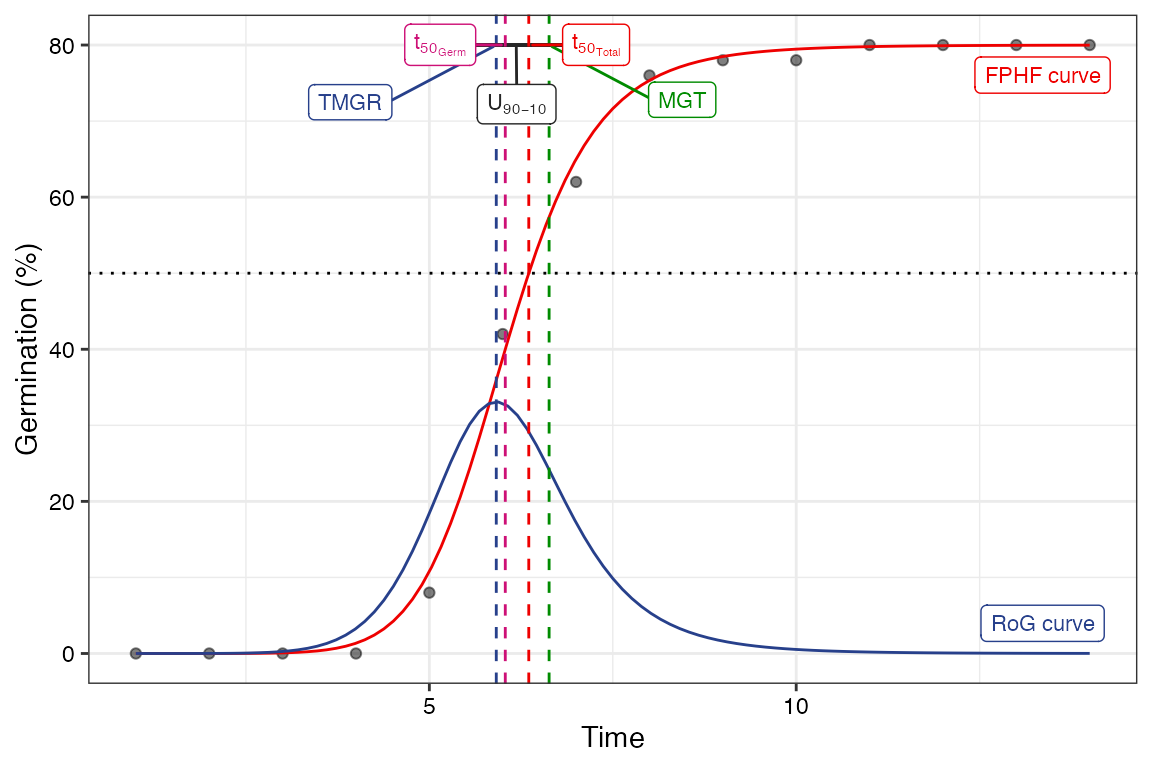 80
60
40
20
0
Germination (%)
t50Germ
t50Total
TMGR
U90−10
MGT
FPHF curve
RoG curve
5
10
Time